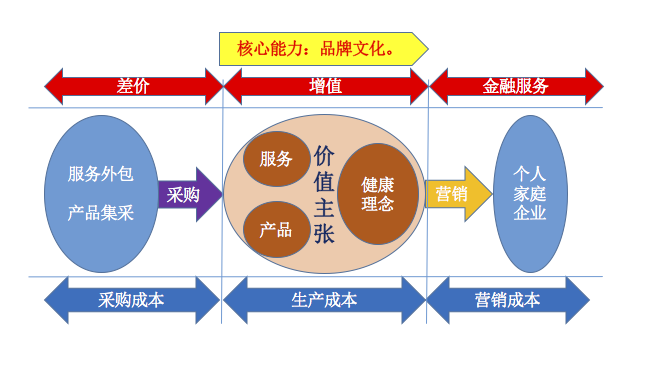 核心能力：品牌文化。
差价
增值
金融服务
服务外包
产品集采
采购
服务
产品
价值主张
健康
理念
营销
个人
家庭
企业
采购成本
生产成本
营销成本